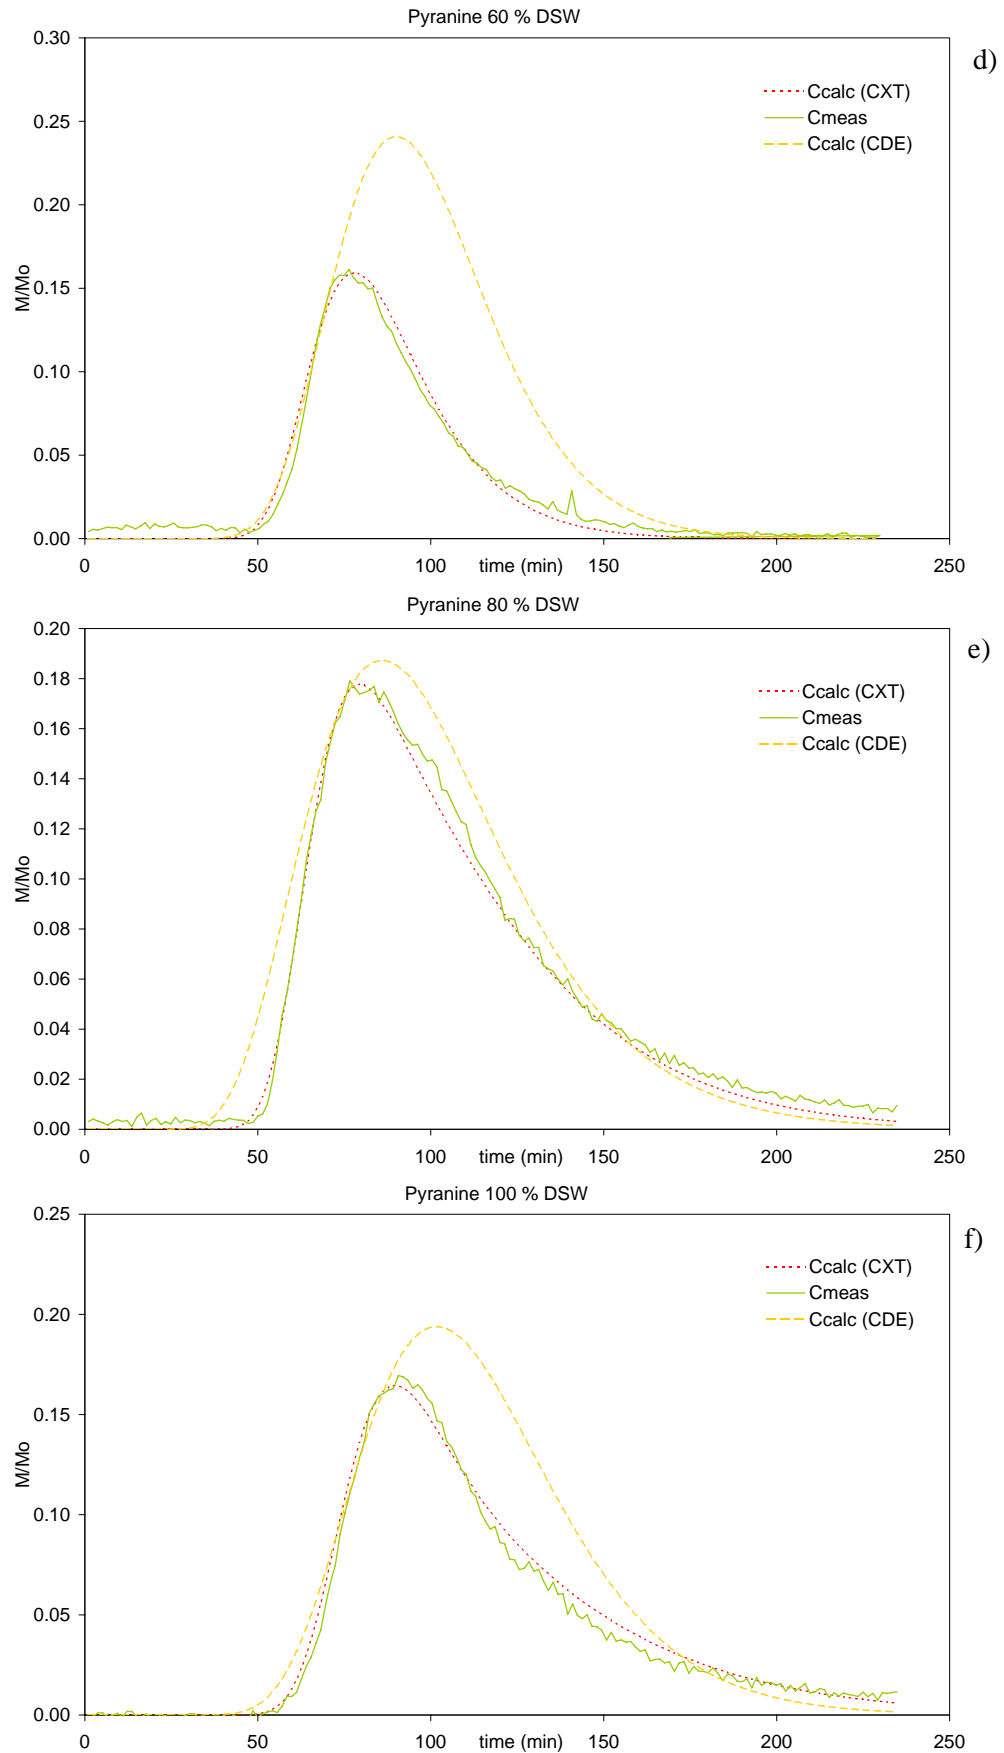 Pyranine 60 % DSW
d)
0.30
0.25
0.20
0.15
0.10
0.05
0.00
M/Mo
Ccalc (CXT)
Cmeas
Ccalc (CDE)
0 50 100 time (min) 150 200 250
Pyranine 80 % DSW
e)
0.20
0.18
0.16
0.14
0.12
0.10
0.08
0.06
0.04
0.02
0.00
M/Mo
Ccalc (CXT)
Cmeas
Ccalc (CDE)
0 50 100 time (min) 150 200 250
Pyranine 100 % DSW
f)
0.25
0.20
0.15
0.10
0.05
0.00
M/Mo
Ccalc (CXT)
Cmeas
Ccalc (CDE)
0 50 100 time (min) 150 200 250